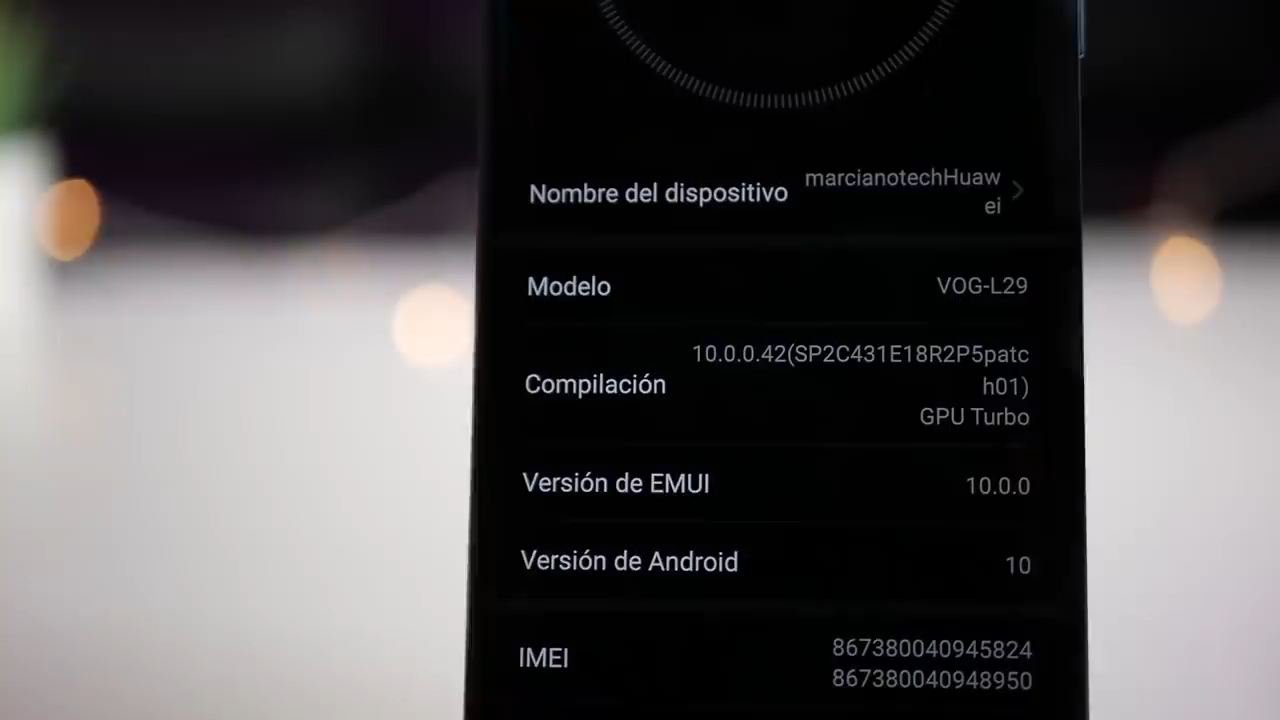 Nombre del dispositivo
marcianotechHuaw
ei
Modelo
VOG-L29
Compilación
10.0.0.42(SP2C431E18R2P5patc
h01)
GPU Turbo
Versión de EMUI
10.0.0
Versión de Android
10
IMEI
867380040945824
867380040948950